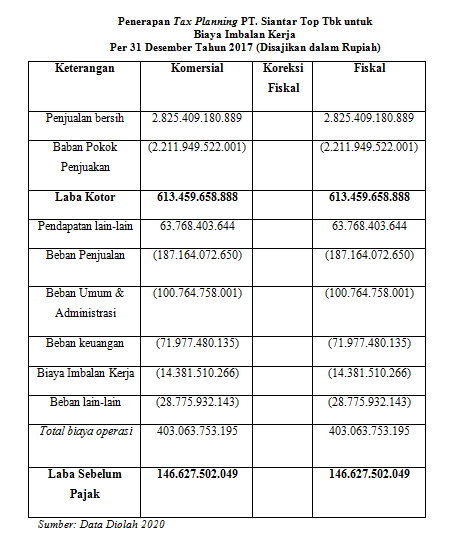 Penerapan Tax Planning PT. Siantar Top Tbk untuk
Biaya Imbalan Kerja
Per 31 Desember Tahun 2017 (Disajikan dalam Rupiah)
Keterangan Komersial Koreksi Fiskal
Fiskal
Penjualan bersih 2.825.409.180.889 2.825.409.180.889
Baban Pokok (2.211.949.522.001) (2.211.949.522.001)
Penjuakan
Laba Kotor 613.459.658.888 613.459.658.888
Pendapatan lain-lain 63.768.403.644 63.768.403.644
Beban Penjualan (187.164.072.650) (187.164.072.650)
Beban Umum & (100.764.758.001) (100.764.758.001)
Administrasi
Beban keuangan (71.977.480.135) (71.977.480.135)
Biaya Imbalan Kerja (14.381.510.266) (14.381.510.266)
Beban lain-lain (28.775.932.143) (28.775.932.143)
Total biaya operasi 403.063.753.195 403.063.753.195
Laba Sebelum 146.627.502.049 146.627.502.049
Pajak
Sumber: Data Diolah 2020